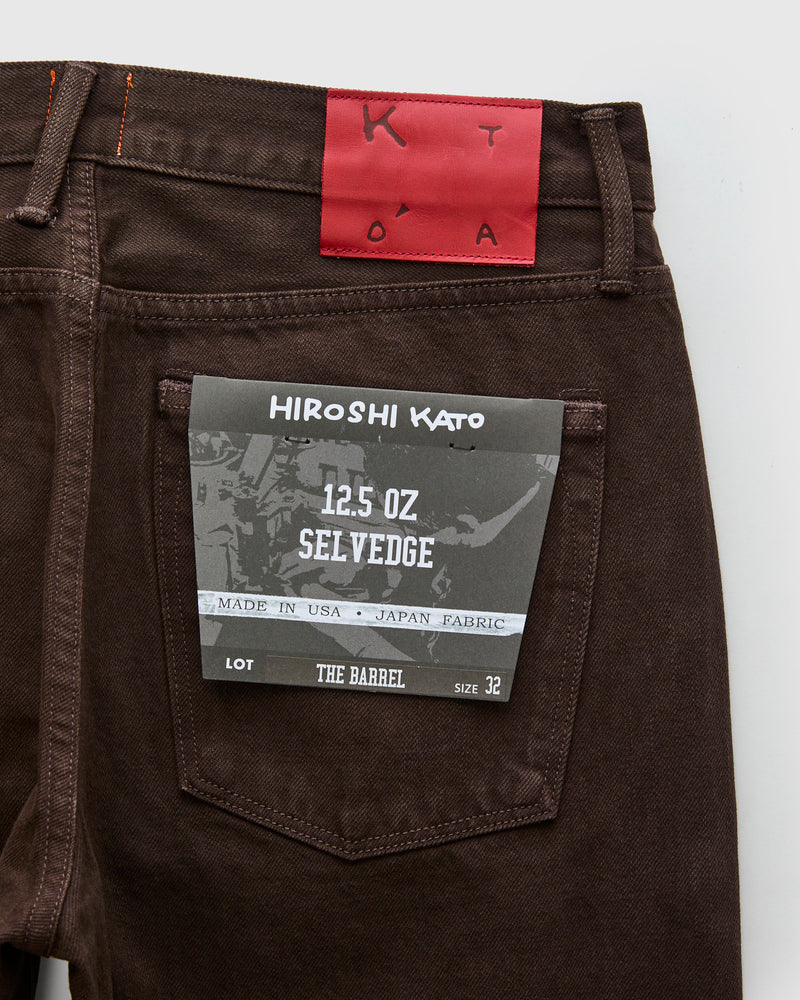 K T
O' A
HIROSHI KATO
12.5 OZ
SELVEDGE
MADE IN USA • JAPAN FABRIC
LOT THE BARREL SIZE 32